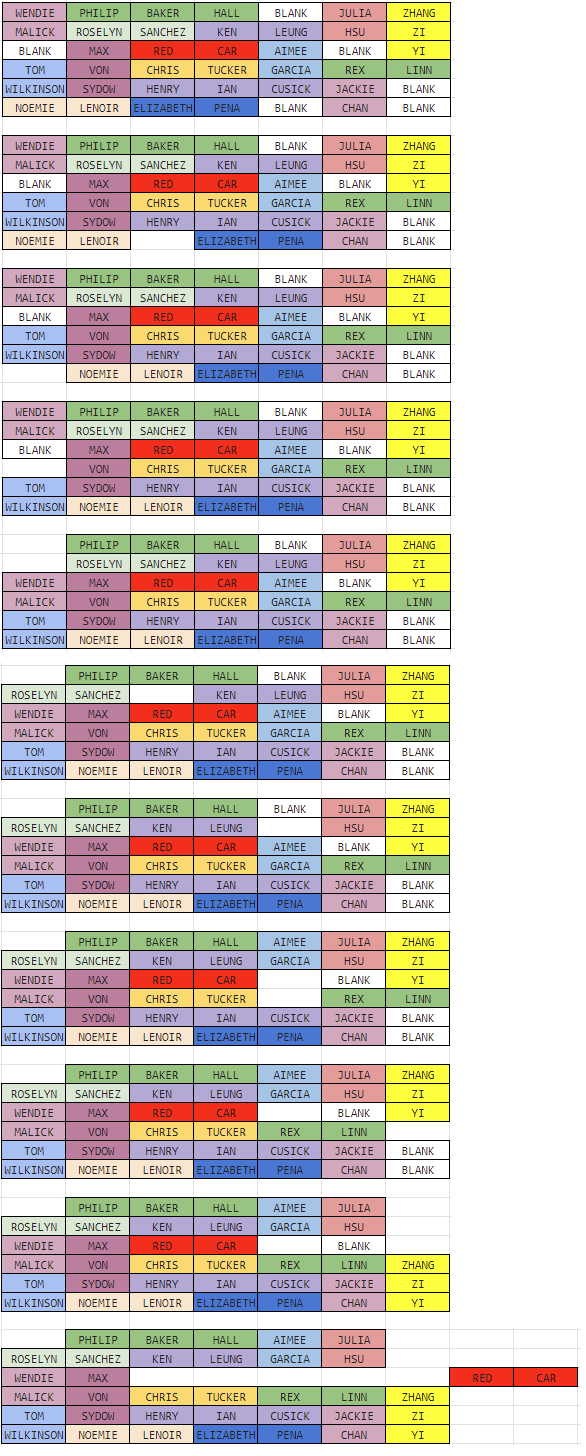 WENDIE PHILIP BAKER HALL BLANK JULIA ZHANG
MALICK ROSELYN SANCHEZ KEN LEUNG HSU ZI
BLANK MAX RED CAR AIMEE BLANK YI
TOM VON CHRIS TUCKER GARCIA REX LINN
WILKINSON SYDOW HENRY IAN CUSICK JACKIE BLANK
NOEMIE LENOIR ELIZABETH PENA BLANK CHAN BLANK
WENDIE PHILIP BAKER HALL BLANK JULIA ZHANG
MALICK ROSELYN SANCHEZ KEN LEUNG HSU ZI
BLANK MAX RED CAR AIMEE BLANK YI
TOM VON CHRIS TUCKER GARCIA REX LINN
WILKINSON SYDOW HENRY IAN CUSICK JACKIE BLANK
NOEMIE LENOIR ELIZABETH PENA CHAN BLANK
WENDIE PHILIP BAKER HALL BLANK JULIA ZHANG
MALICK ROSELYN SANCHEZ KEN LEUNG HSU ZI
BLANK MAX RED CAR AIMEE BLANK YI
TOM VON CHRIS TUCKER GARCIA REX LINN
WILKINSON SYDOW HENRY IAN CUSICK JACKIE BLANK
NOEMIE LENOIR ELIZABETH PENA CHAN BLANK
WENDIE PHILIP BAKER HALL BLANK JULIA ZHANG
MALICK ROSELYN SANCHEZ KEN LEUNG HSU ZI
BLANK MAX RED CAR AIMEE BLANK YI
VON CHRIS TUCKER GARCIA REX LINN
TOM SYDOW HENRY IAN CUSICK JACKIE BLANK
WILKINSON NOEMIE LENOIR ELIZABETH PENA CHAN BLANK
PHILIP BAKER HALL BLANK JULIA ZHANG
ROSELYN SANCHEZ KEN LEUNG HSU ZI
WENDIE MAX RED CAR AIMEE BLANK YI
MALICK VON CHRIS TUCKER GARCIA REX LINN
TOM SYDOW HENRY IAN CUSICK JACKIE BLANK
WILKINSON NOEMIE LENOIR ELIZABETH PENA CHAN BLANK
PHILIP BAKER HALL BLANK JULIA ZHANG
ROSELYN SANCHEZ KEN LEUNG HSU ZI
WENDIE MAX RED CAR AIMEE BLANK YI
MALICK VON CHRIS TUCKER GARCIA REX LINN
TOM SYDOW HENRY IAN CUSICK JACKIE BLANK
WILKINSON NOEMIE LENOIR ELIZABETH PENA CHAN BLANK
PHILIP BAKER HALL BLANK JULIA ZHANG
ROSELYN SANCHEZ KEN LEUNG HSU ZI
WENDIE MAX RED CAR AIMEE BLANK YI
MALICK VON CHRIS TUCKER GARCIA REX LINN
TOM SYDOW HENRY IAN CUSICK JACKIE BLANK
WILKINSON NOEMIE LENOIR ELIZABETH PENA CHAN BLANK
PHILIP BAKER HALL AIMEE JULIA ZHANG
ROSELYN SANCHEZ KEN LEUNG GARCIA HSU ZI
WENDIE MAX RED CAR BLANK YI
MALICK VON CHRIS TUCKER REX LINN
TOM SYDOW HENRY IAN CUSICK JACKIE BLANK
WILKINSON NOEMIE LENOIR ELIZABETH PENA CHAN BLANK
PHILIP BAKER HALL AIMEE JULIA ZHANG
ROSELYN SANCHEZ KEN LEUNG GARCIA HSU ZI
WENDIE MAX RED CAR BLANK YI
MALICK VON CHRIS TUCKER REX LINN
TOM SYDOW HENRY IAN CUSICK JACKIE BLANK
WILKINSON NOEMIE LENOIR ELIZABETH PENA CHAN BLANK
PHILIP BAKER HALL AIMEE JULIA
ROSELYN SANCHEZ KEN LEUNG GARCIA HSU
WENDIE MAX RED CAR BLANK
MALICK VON CHRIS TUCKER REX LINN ZHANG
TOM SYDOW HENRY IAN CUSICK JACKIE ZI
WILKINSON NOEMIE LENOIR ELIZABETH PENA CHAN YI
PHILIP BAKER HALL AIMEE JULIA
ROSELYN SANCHEZ KEN LEUNG GARCIA HSU
WENDIE MAX RED CAR
MALICK VON CHRIS TUCKER REX LINN ZHANG
TOM SYDOW HENRY IAN CUSICK JACKIE ZI
WILKINSON NOEMIE LENOIR ELIZABETH PENA CHAN YI